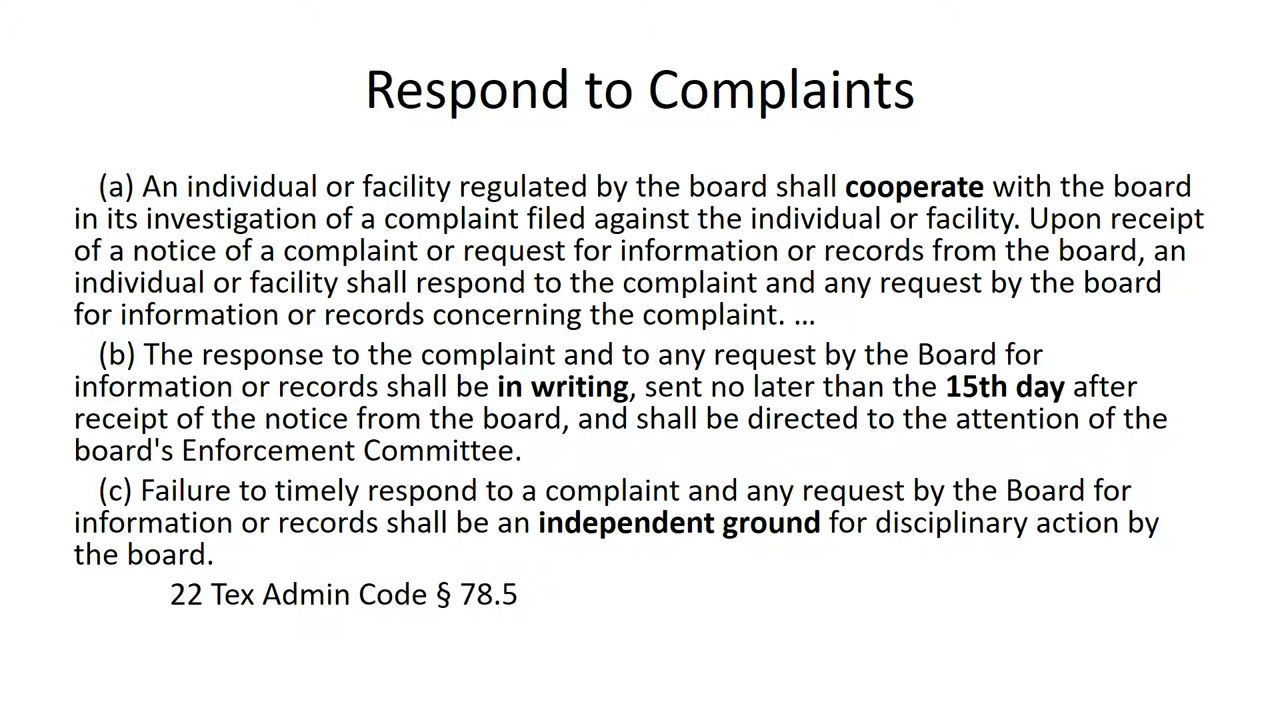 Respond to Complaints
(a) An individual or facility regulated by the board shall cooperate with the board
in its investigation of a complaint filed against the individual or facility. Upon receipt
of a notice of a complaint or request for information or records from the board, an
individual or facility shall respond to the complaint and any request by the board
for information or records concerning the complaint. ...
(b) The response to the complaint and to any request by the Board for
information or records shall be in writing, sent no later than the 15th day after
receipt of the notice from the board, and shall be directed to the attention of the
board's Enforcement Committee.
(c) Failure to timely respond to a complaint and any request by the Board for
information or records shall be an independent ground for disciplinary action by
the board.
22 Tex Admin Code § 78.5